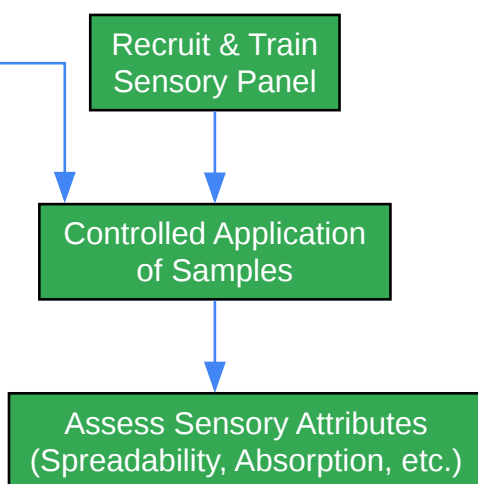 Recruit & Train
Sensory Panel
Controlled Application
of Samples
Assess Sensory Attributes
(Spreadability, Absorption, etc.)